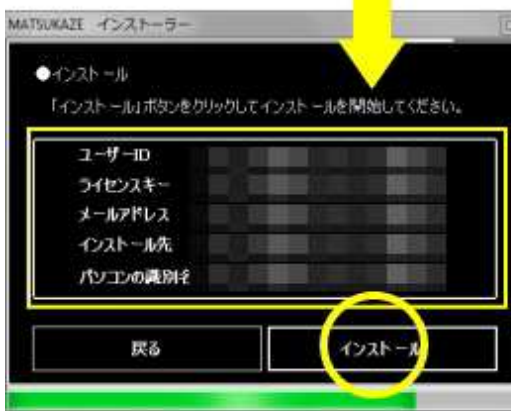 MATSUKAZE インストーラー
●インストール
「インストール」ボタンをクリックしてインストールを開始してください。
ユーザーID
ライセンスキー
メールアドレス
インストール先
パソコンの識別名
戻る
インストール